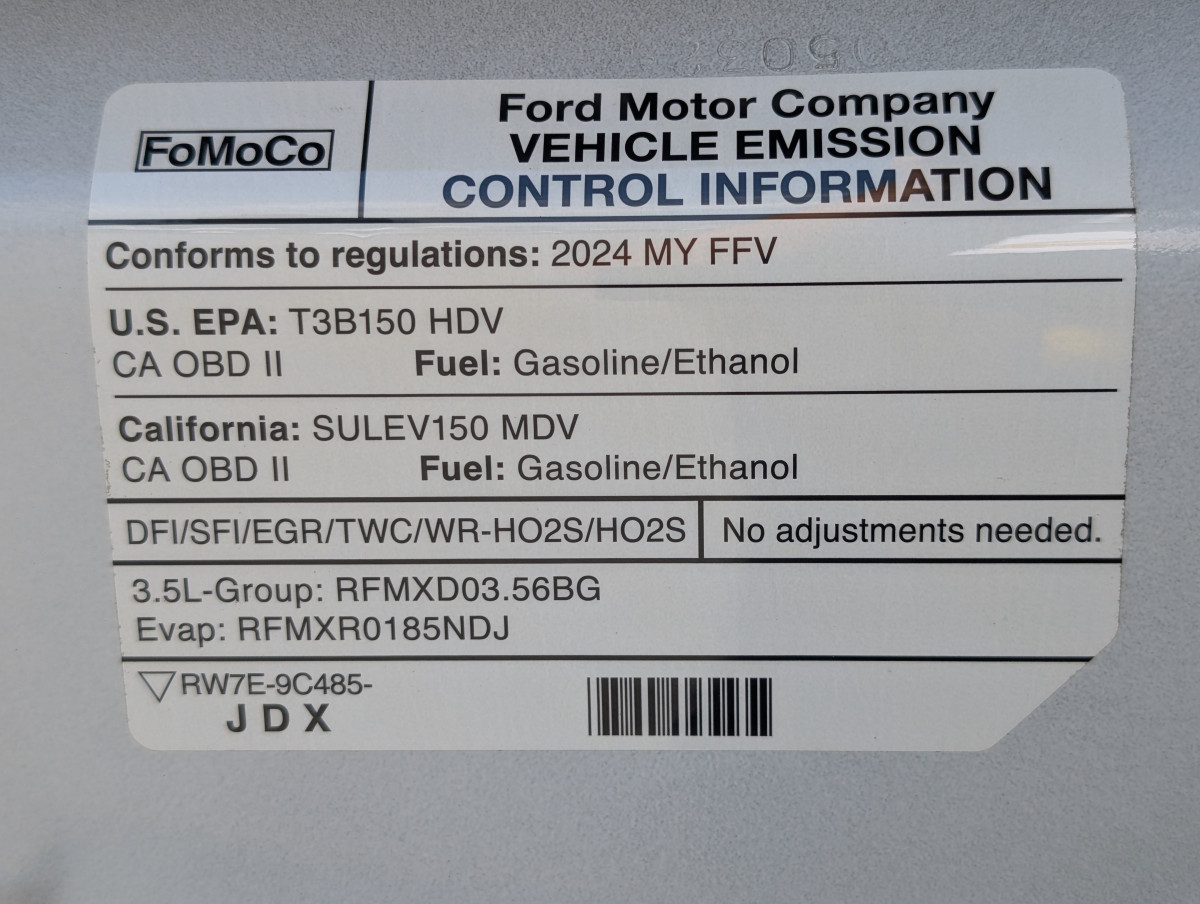 FoMoCo
Ford Motor Company
VEHICLE EMISSION
CONTROL INFORMATION
Conforms to regulations: 2024 MY FFV
U.S. EPA: T3B150 HDV
CA OBD II Fuel: Gasoline/Ethanol
California: SULEV150 MDV
CA OBD II Fuel: Gasoline/Ethanol
DFI/SFI/EGR/TWC/WR-HO2S/HO2S
No adjustments needed.
3.5L-Group: RFMXD03.56BG
Evap: RFMXR0185NDJ
RW7E-9C485-
J D X